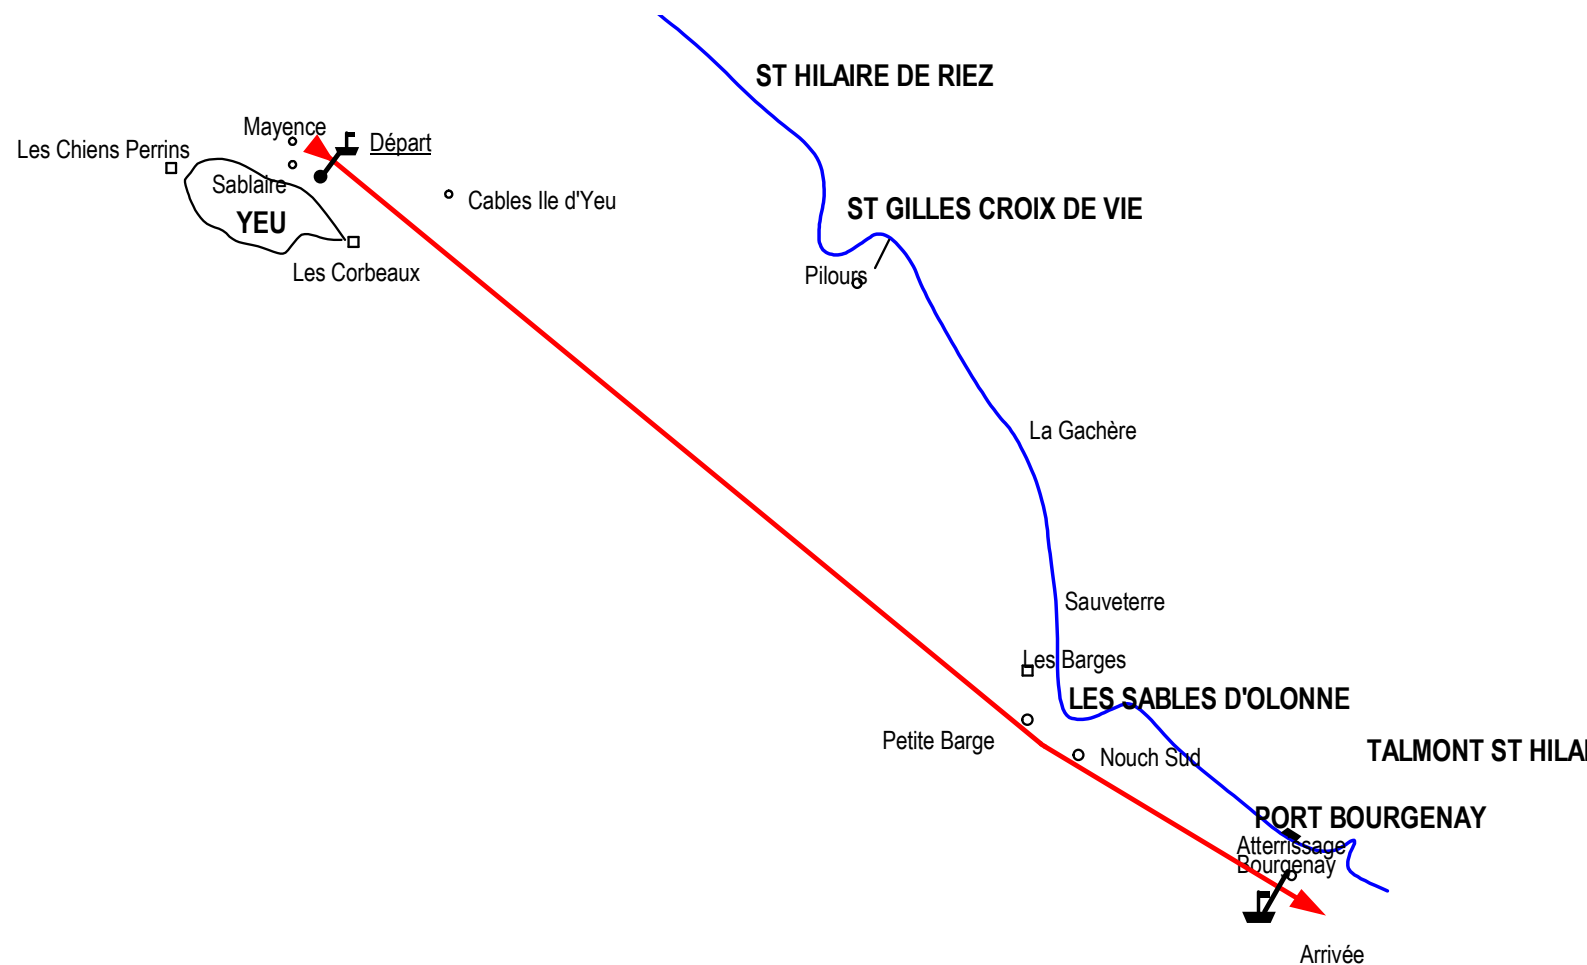 ST HILAIRE DE RIEZ
Mayence
Départ
Les Chiens Perrins
Sablaire
Cables Ile d'Yeu
YEU
ST GILLES CROIX DE VIE
Les Corbeaux
Pilours
La Gachère
Sauveterre
Les Barges
LES SABLES D'OLONNE
Petite Barge
Nouch Sud
TALMONT ST HILAI
PORT BOURGENAY
Atterrissage
Bourgenay
Arrivée